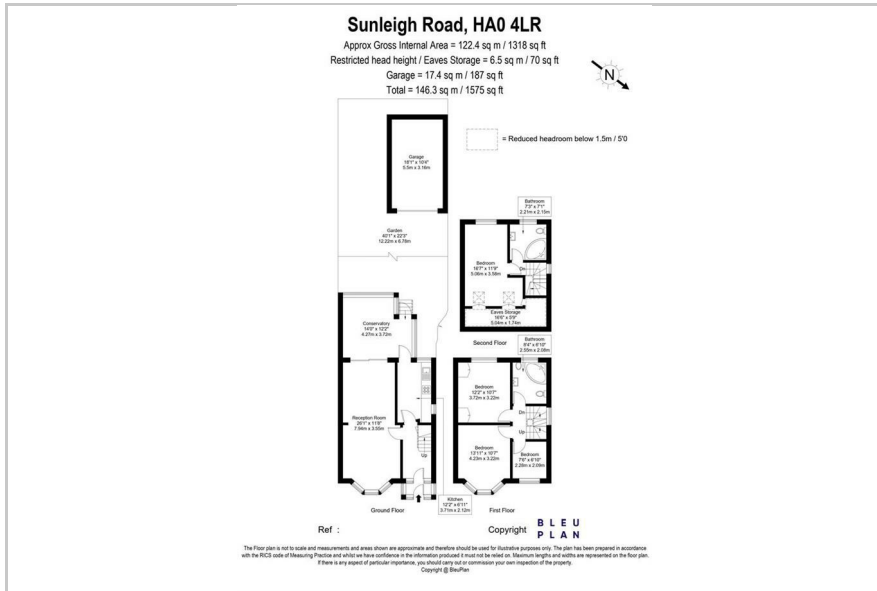 Sunleigh Road, HA0 4LR
Approx Gross Internal Area = 122.4 sq m / 1318 sq ft
Restricted head height / Eaves Storage = 6.5 sq m / 70 sq ft
Garage = 17.4 sq m / 187 sq ft
Total = 146.3 sq m / 1575 sq ft
N
= Reduced headroom below 1.5m / 5'0
Garage
18'1" x 10'4"
5.5m x 3.16m
Garden
40'1" x 22'3"
12.22m x 6.78m
Bathroom
7'3" x 7'1"
2.21m x 2.15m
Bedroom
16'7" x 11'9"
5.06m x 3.58m
Dn
Eaves Storage
16'6" x 5'9"
5.04m x 1.74m
Second Floor
Conservatory
14'0" x 12'2"
4.27m x 3.72m
Bathroom
8'4" x 6'10"
2.55m x 2.08m
Bedroom
12'2" x 10'7"
3.72m x 3.22m
Dn
Up
Reception Room
26'1" x 11'8"
7.94m x 3.55m
Up
Bedroom
13'11" x 10'7"
4.23m x 3.22m
Bedroom
7'6" x 6'10"
2.28m x 2.09m
Kitchen
12'2" x 6'11"
3.71m x 2.12m
Ground Floor
First Floor
Ref :
Copyright
BLEU
PLAN
The Floor plan is not to scale and measurements and areas shown are approximate and therefore should be used for illustrative purposes only. The plan has been prepared in accordance
with the RICS code of Measuring Practice and whilst we have confidence in the information produced it must not be relied on. Maximum lengths and widths are represented on the floor plan.
If there is any aspect of particular importance, you should carry out or commission your own inspection of the property.
Copyright @ BleuPlan